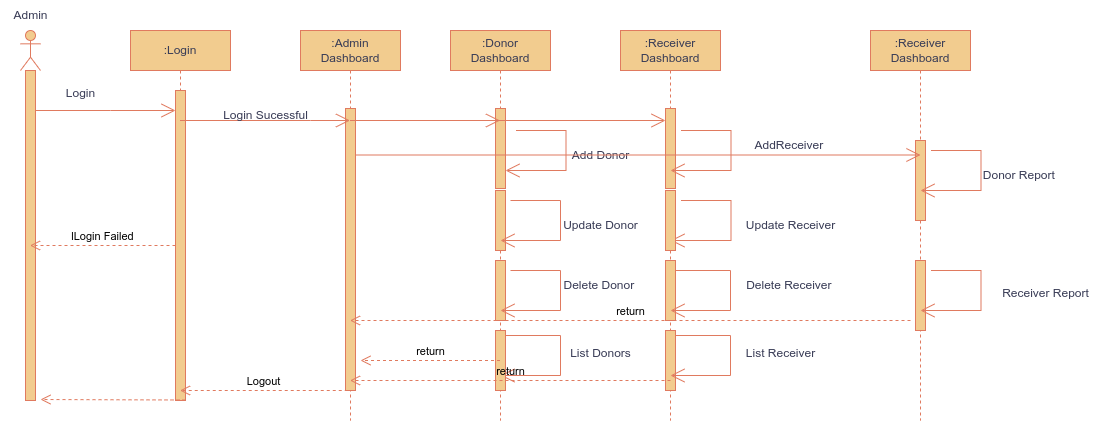 Admin
:Login
:Admin
Dashboard
:Donor
Dashboard
:Receiver
Dashboard
:Receiver
Dashboard
Login
Login Sucessful
Add Donor
AddReceiver
Donor Report
ILogin Failed
Update Donor
Update Receiver
Delete Donor
Delete Receiver
Receiver Report
return
return
List Donors
List Receiver
return
Logout